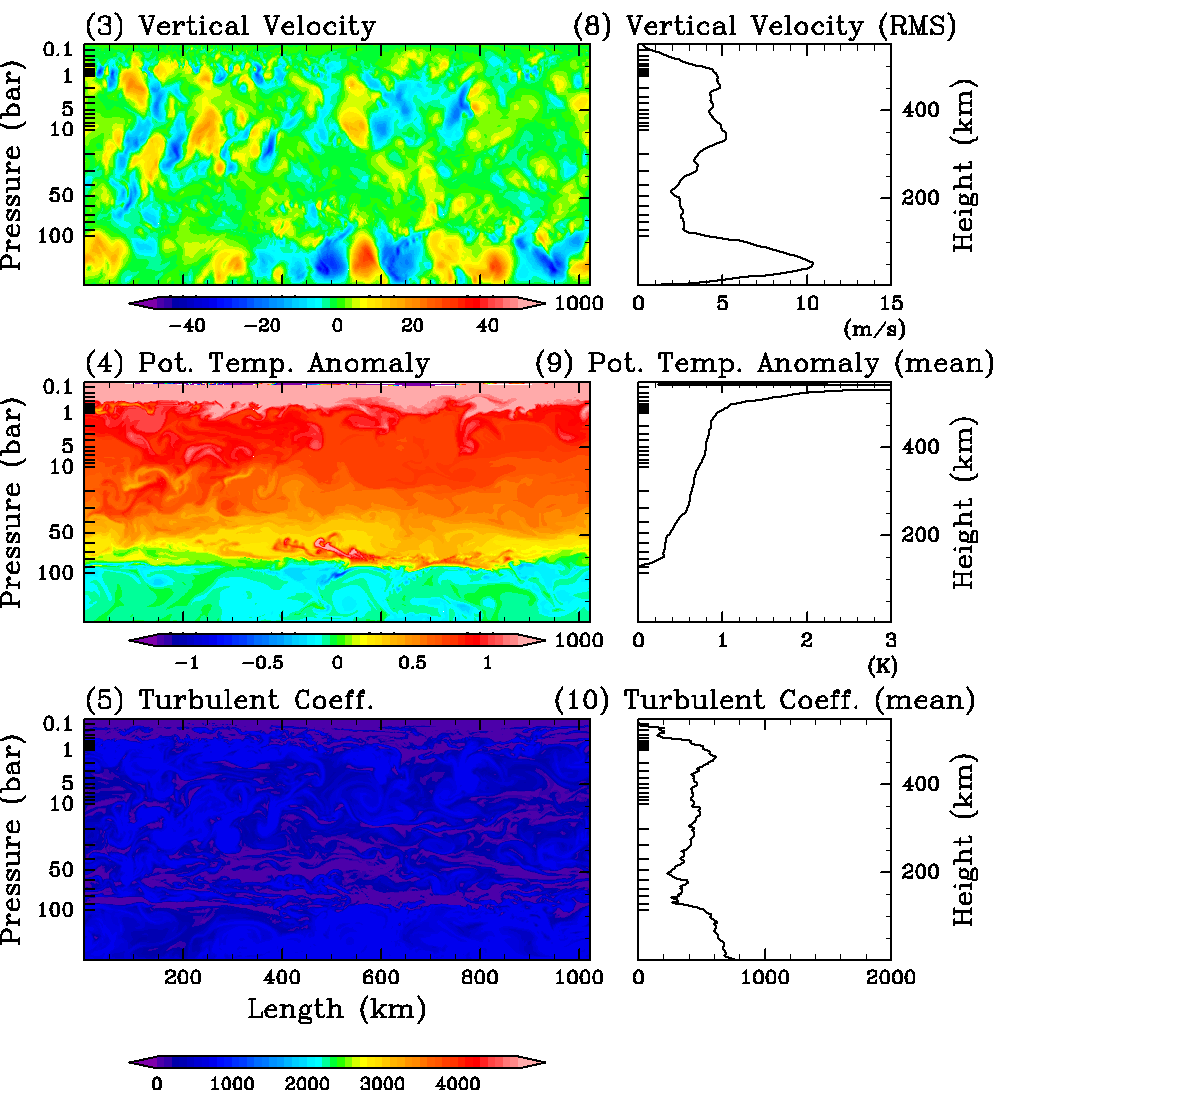 (3) Vertical Velocity
(8) Vertical Velocity (RMS)
Pressure (bar)
0.1
1
5
10
50
100
400
200
Height (km)
-40 -20 0 20 40 1000
0 5 10 15
(m/s)
(4) Pot. Temp. Anomaly
(9) Pot. Temp. Anomaly (mean)
Pressure (bar)
0.1
1
5
10
50
100
400
200
Height (km)
-1 -0.5 0 0.5 1 1000
0 1 2 3
(K)
(5) Turbulent Coeff.
(10) Turbulent Coeff. (mean)
Pressure (bar)
0.1
1
5
10
50
100
400
200
Height (km)
200 400 600 800 1000
0 1000 2000
Length (km)
0 1000 2000 3000 4000